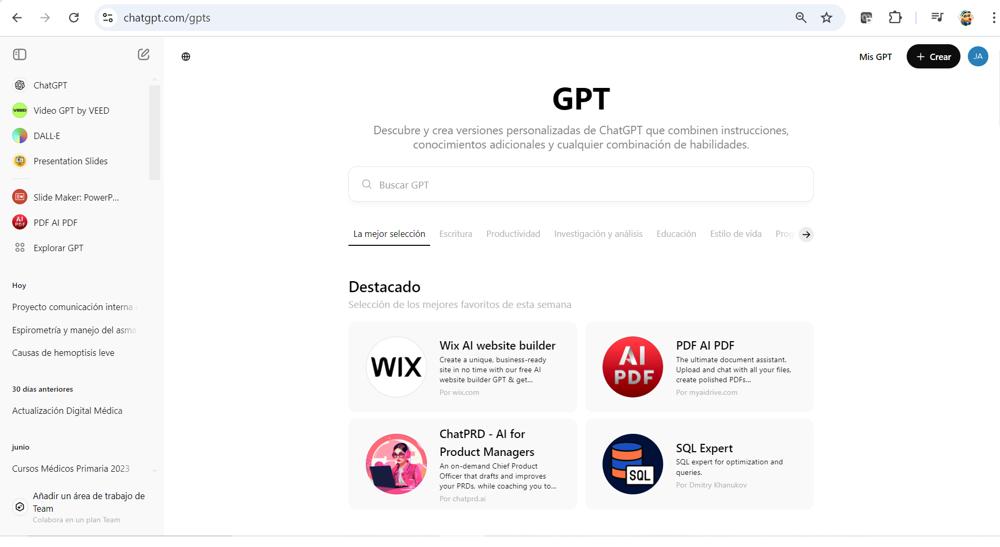 chatgpt.com/gpts
ChatGPT
VEED
Video GPT by VEED
DALL·E
Presentation Slides
Slide Maker: PowerP...
AI
PDF
PDF AI PDF
Explorar GPT
Hoy
Proyecto comunicación interna
Espirometría y manejo del asma
Causas de hemoptisis leve
30 días anteriores
Actualización Digital Médica
junio
Cursos Médicos Primaria 2023
Añadir un área de trabajo de
Team
Colabora en un plan Team
Mis GPT
+ Crear
JA
GPT
Descubre y crea versiones personalizadas de ChatGPT que combinen instrucciones,
conocimientos adicionales y cualquier combinación de habilidades.
Buscar GPT
La mejor selección Escritura Productividad Investigación y análisis Educación Estilo de vida Prog
Destacado
Selección de los mejores favoritos de esta semana
WIX
Wix AI website builder
Create a unique, business-ready
site in no time with our free AI
website builder GPT & get...
Por wix.com
AI
PDF
PDF AI PDF
The ultimate document assistant.
Upload and chat with all your files,
create polished PDFs...
Por myaidrive.com
ChatPRD - AI for
Product Managers
An on-demand Chief Product
Officer that drafts and improves
your PRDs, while coaching you to...
Por chatprd.ai
SQL
SQL Expert
SQL expert for optimization and
queries.
Por Dmitry Khanukov